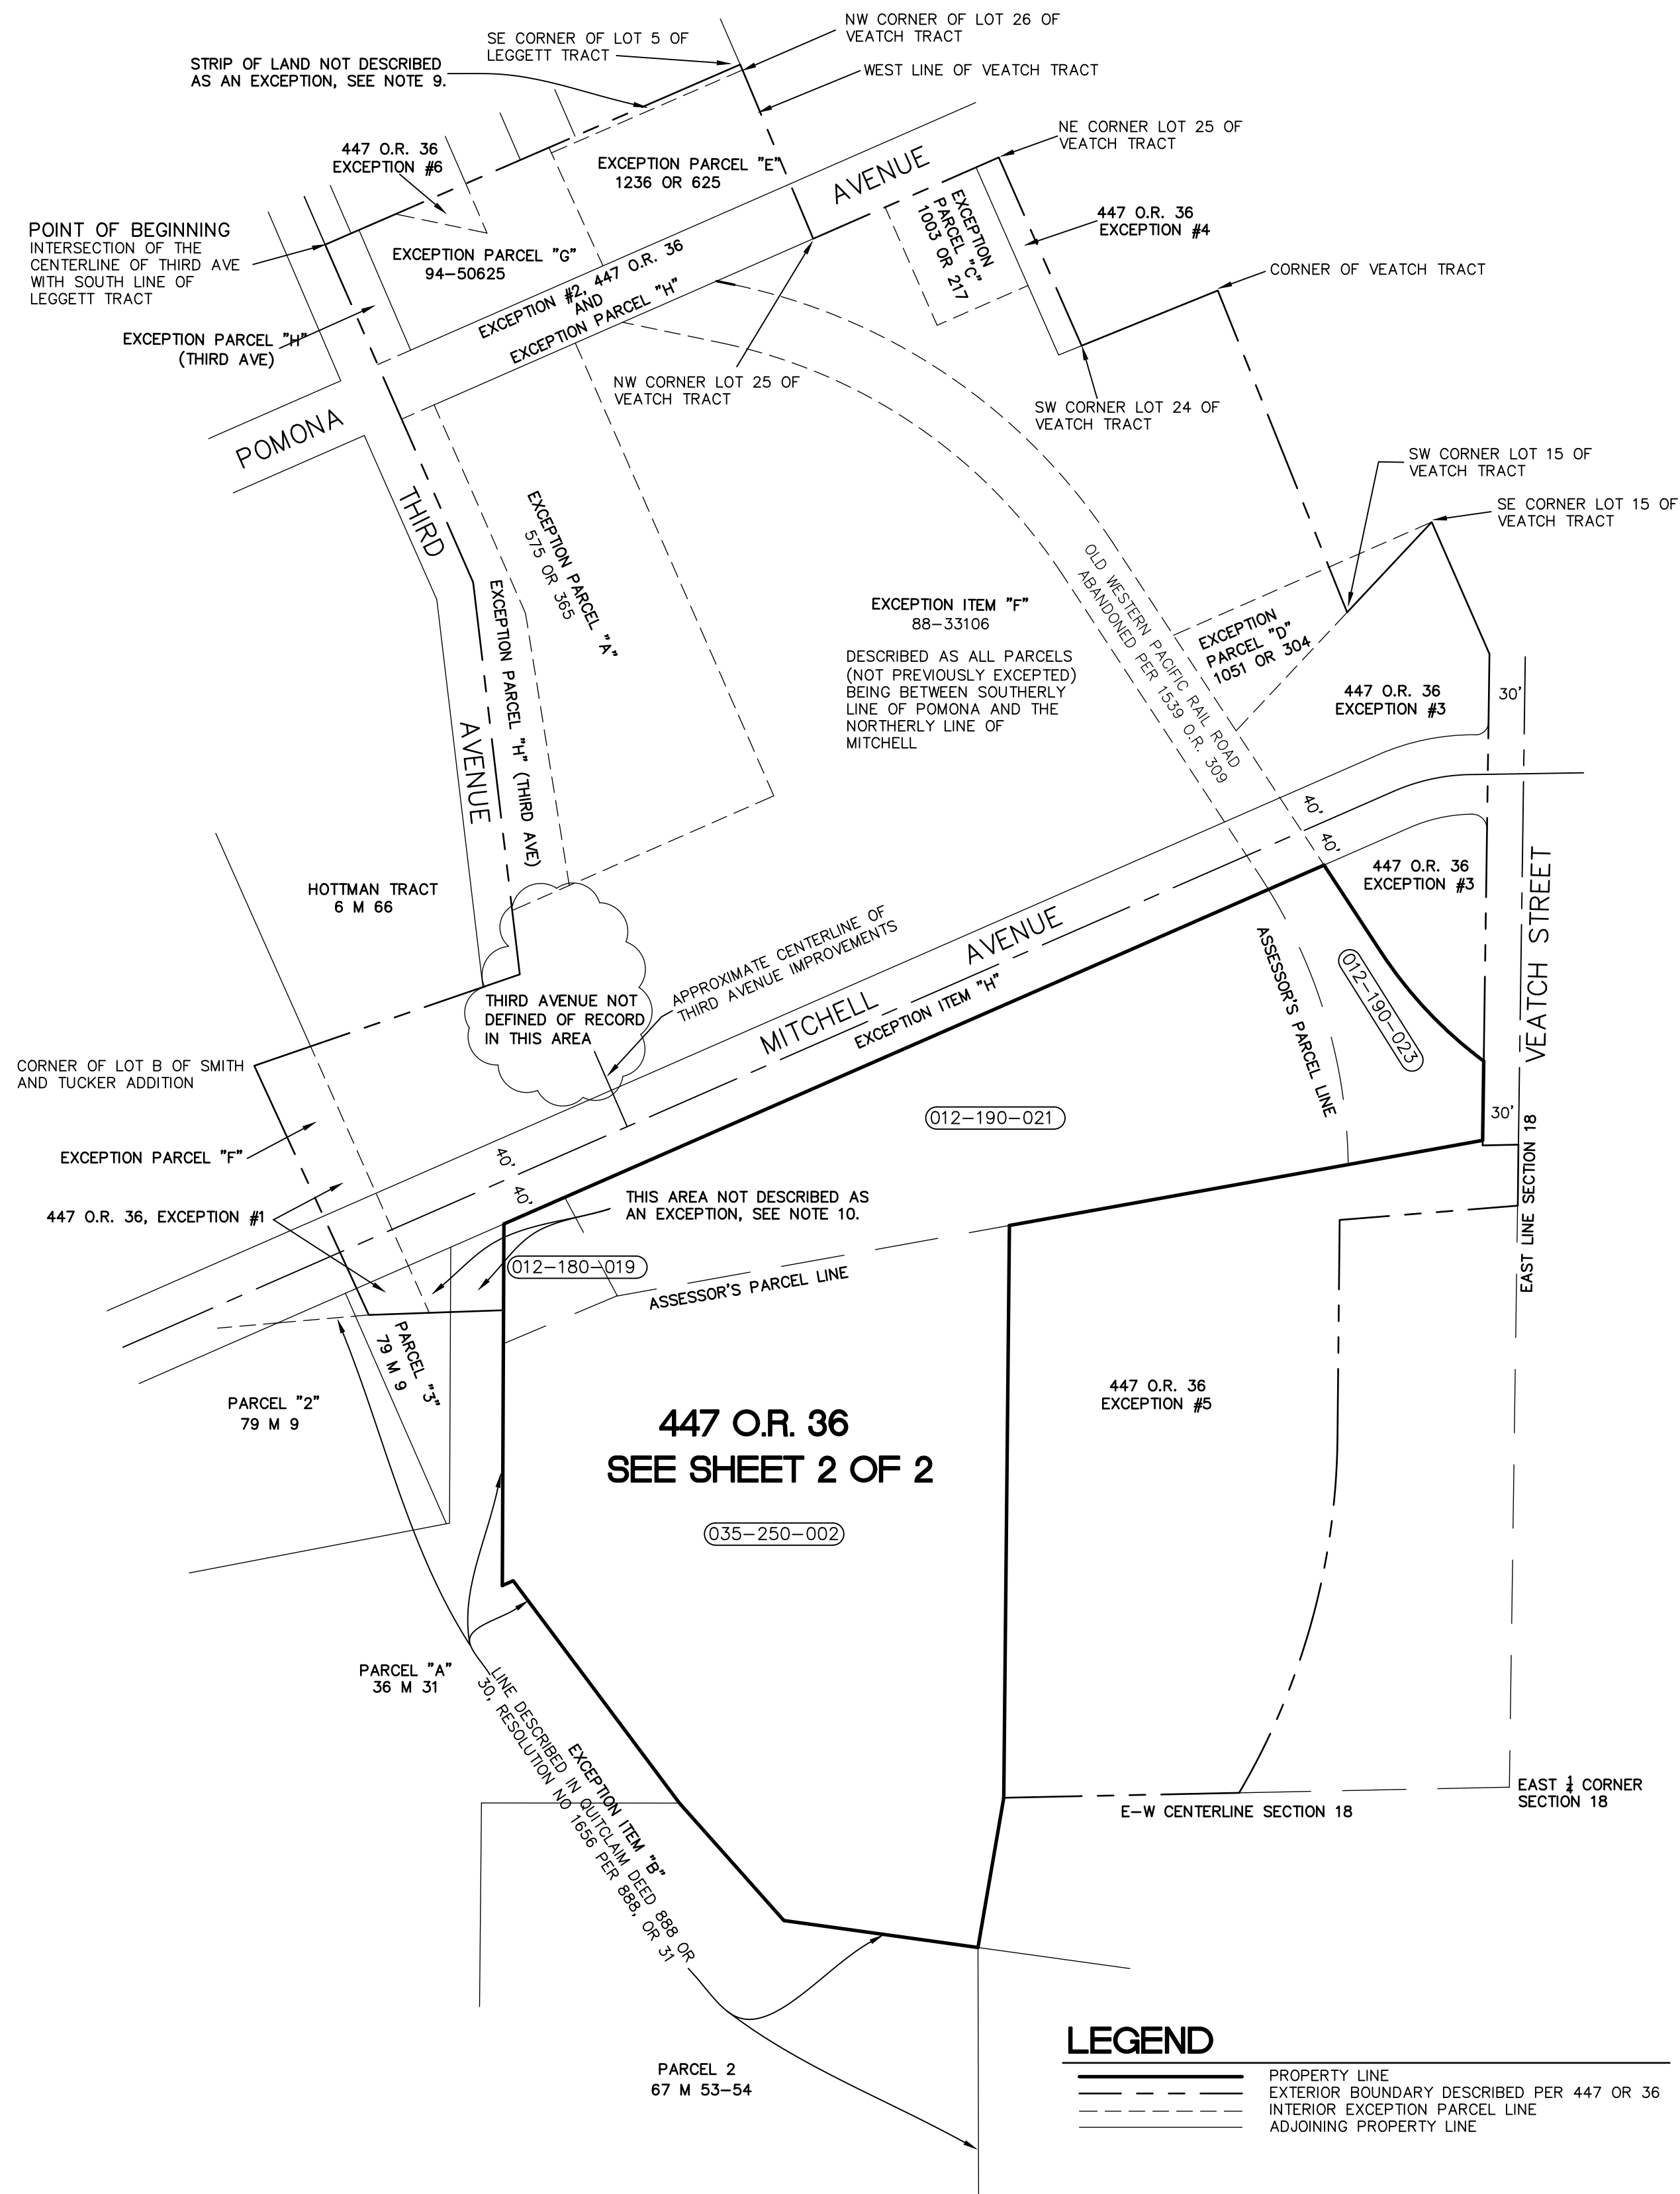 SE CORNER OF LOT 5 OF
LEGGETT TRACT
NW CORNER OF LOT 26 OF
VEATCH TRACT
STRIP OF LAND NOT DESCRIBED
AS AN EXCEPTION, SEE NOTE 9.
WEST LINE OF VEATCH TRACT
NE CORNER LOT 25 OF
VEATCH TRACT
447 O.R. 36
EXCEPTION #6
EXCEPTION PARCEL "E"
1236 OR 625
AVENUE
EXCEPTION
PARCEL "C"
1003 OR 217
447 O.R. 36
EXCEPTION #4
POINT OF BEGINNING
INTERSECTION OF THE
CENTERLINE OF THIRD AVE
WITH SOUTH LINE OF
LEGGETT TRACT
EXCEPTION PARCEL "G"
94-50625
EXCEPTION #2, 447 O.R. 36
AND
EXCEPTION PARCEL "H"
CORNER OF VEATCH TRACT
EXCEPTION PARCEL "H"
(THIRD AVE)
NW CORNER LOT 25 OF
VEATCH TRACT
SW CORNER LOT 24 OF
VEATCH TRACT
POMONA
SW CORNER LOT 15 OF
VEATCH TRACT
SE CORNER LOT 15 OF
VEATCH TRACT
THIRD
AVENUE
EXCEPTION PARCEL "A"
575 OR 365
EXCEPTION PARCEL "H" (THIRD AVE)
OLD WESTERN PACIFIC RAIL ROAD
ABANDONED PER 1539 O.R. 309
EXCEPTION ITEM "F"
88-33106
DESCRIBED AS ALL PARCELS
(NOT PREVIOUSLY EXCEPTED)
BEING BETWEEN SOUTHERLY
LINE OF POMONA AND THE
NORTHERLY LINE OF
MITCHELL
EXCEPTION
PARCEL "D"
1051 OR 304
447 O.R. 36
EXCEPTION #3
30'
40'
40'
447 O.R. 36
EXCEPTION #3
VEATCH STREET
HOTTMAN TRACT
6 M 66
APPROXIMATE CENTERLINE OF
THIRD AVENUE IMPROVEMENTS
THIRD AVENUE NOT
DEFINED OF RECORD
IN THIS AREA
MITCHELL AVENUE
EXCEPTION ITEM "H"
ASSESSOR'S PARCEL LINE
012-190-023
CORNER OF LOT B OF SMITH
AND TUCKER ADDITION
012-190-021
30'
EAST LINE SECTION 18
EXCEPTION PARCEL "F"
40'
40'
447 O.R. 36, EXCEPTION #1
THIS AREA NOT DESCRIBED AS
AN EXCEPTION, SEE NOTE 10.
012-180-019
ASSESSOR'S PARCEL LINE
PARCEL "3"
79 M 9
PARCEL "2"
79 M 9
447 O.R. 36
SEE SHEET 2 OF 2
035-250-002
447 O.R. 36
EXCEPTION #5
PARCEL "A"
36 M 31
EXCEPTION ITEM "B"
LINE DESCRIBED IN QUITCLAIM DEED 888 OR
30, RESOLUTION NO 1656 PER 888, OR 31
E-W CENTERLINE SECTION 18
EAST ¼ CORNER
SECTION 18
PARCEL 2
67 M 53-54
LEGEND
PROPERTY LINE
EXTERIOR BOUNDARY DESCRIBED PER 447 OR 36
INTERIOR EXCEPTION PARCEL LINE
ADJOINING PROPERTY LINE